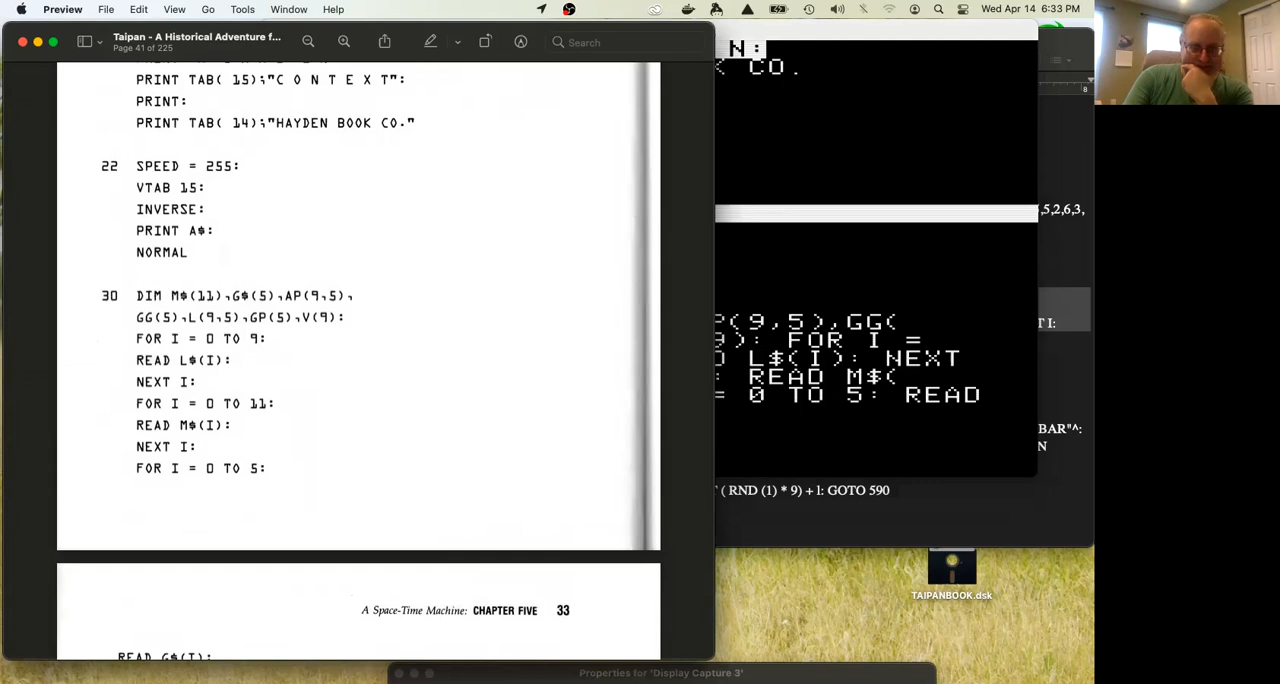 Preview File Edit View Go Tools Window Help
Wed Apr 14 6:33 PM
Taipan - A Historical Adventure f...
Page 41 of 225
Search
PRINT TAB( 15);"C O N T E X T":
PRINT:
PRINT TAB( 14);"HAYDEN BOOK CO."
22 SPEED = 255:
VTAB 15:
INVERSE:
PRINT A$:
NORMAL
30 DIM M$(11),G$(5),AP(9,5),
GG(5),L(9,5),GP(5),V(9):
FOR I = 0 TO 9:
READ L$(I):
NEXT I:
FOR I = 0 TO 11:
READ M$(I):
NEXT I:
FOR I = 0 TO 5:
A Space-Time Machine: CHAPTER FIVE 33
READ G$(I):
N:
CO.
P(9,5),GG(
9): FOR I =
D L$(I): NEXT
: READ M$(
= 0 TO 5: READ
8
,5,2,6,3,
T I:
BAR"^:
N
( RND (1) * 9) + l: GOTO 590
TAIPANBOOK.dsk
Properties for 'Display Capture 3'